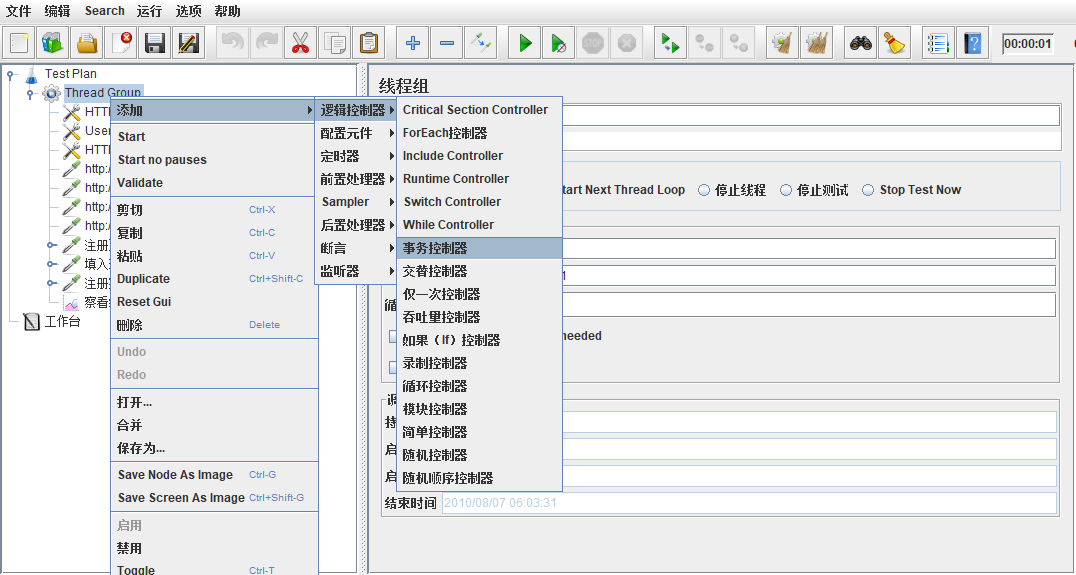 文件 编辑 Search 运行 选项 帮助
00:00:01
Test Plan
Thread Group
HTT
User
HTT
http:/
http:/
http:/
http:/
注册
填入
注册
察看
工作台
添加
Start
Start no pauses
Validate
剪切 Ctrl-X
复制 Ctrl-C
粘贴 Ctrl-V
Duplicate Ctrl+Shift-C
Reset Gui
删除 Delete
Undo
Redo
打开...
合并
保存为...
Save Node As Image Ctrl-G
Save Screen As Image Ctrl+Shift-G
启用
禁用
Toggle Ctrl-T
逻辑控制器
配置元件
定时器
前置处理器
Sampler
后置处理器
断言
监听器
Critical Section Controller
ForEach控制器
Include Controller
Runtime Controller
Switch Controller
While Controller
事务控制器
交替控制器
仅一次控制器
吞吐量控制器
如果（If）控制器
录制控制器
循环控制器
模块控制器
简单控制器
随机控制器
随机顺序控制器
线程组
tart Next Thread Loop 停止线程 停止测试 Stop Test Now
1
循
needed
调
持
启
启
结束时间 2010/08/07 06:03:31